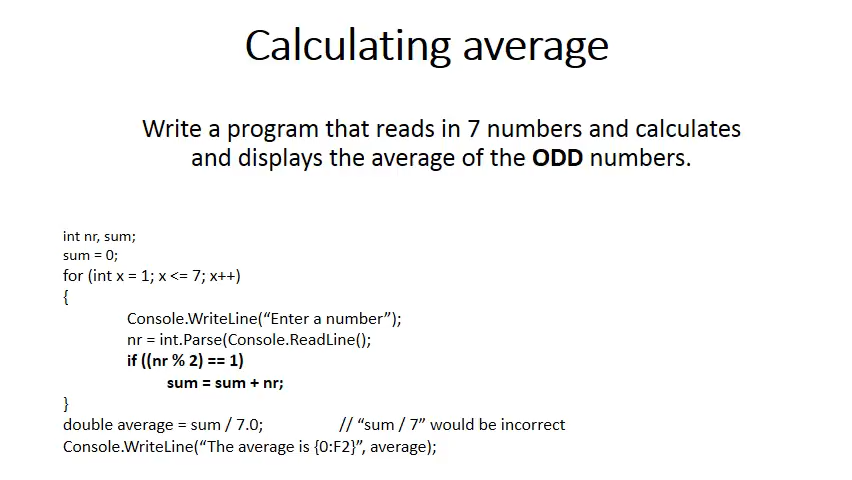 Calculating average
Write a program that reads in 7 numbers and calculates
and displays the average of the ODD numbers.
int nr, sum;
sum = 0;
for (int x = 1; x <= 7; x++)
{
Console.WriteLine(“Enter a number”);
nr = int.Parse(Console.ReadLine();
if ((nr % 2) == 1)
sum = sum + nr;
}
double average = sum / 7.0; // “sum / 7” would be incorrect
Console.WriteLine(“The average is {0:F2}”, average);